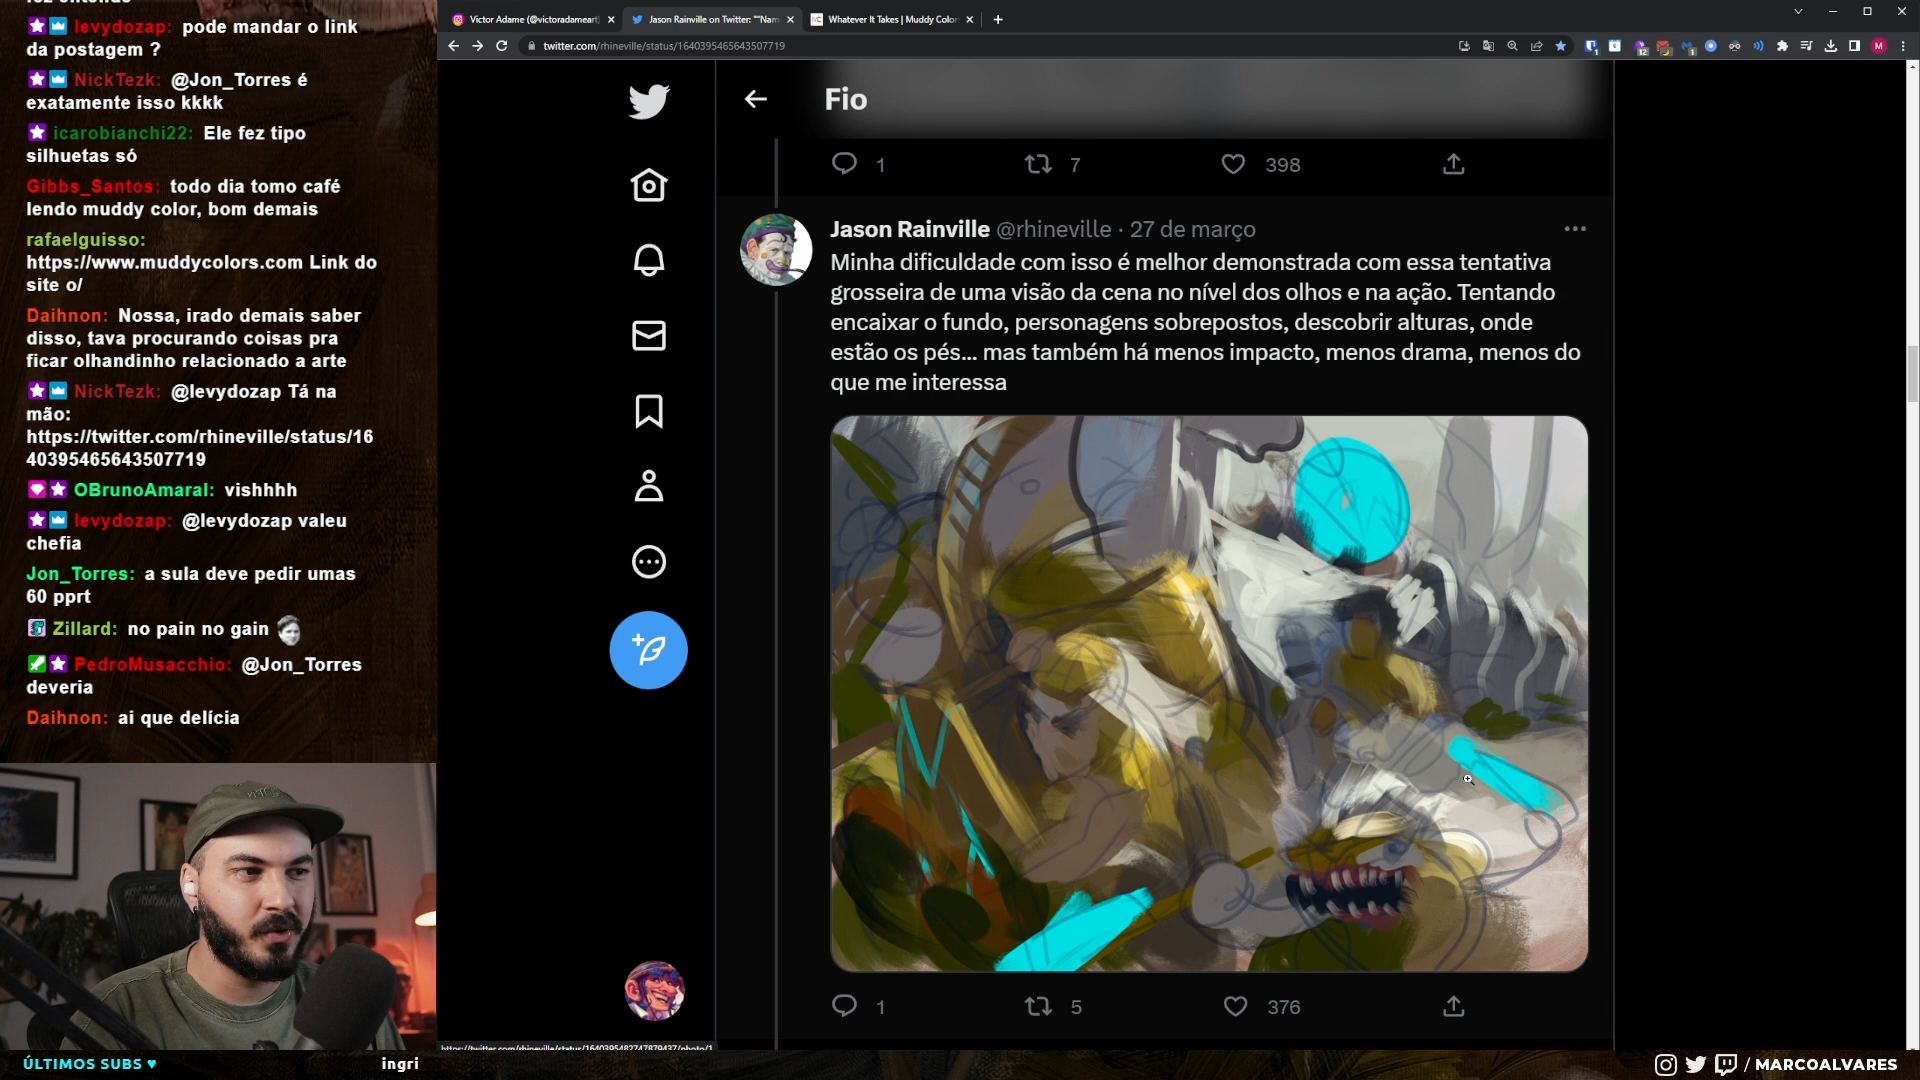 levydozap: pode mandar o link
da postagem ?
NickTezk: @Jon_Torres é
exatamente isso kkkk
icarobianchi22: Ele fez tipo
silhuetas só
Gibbs_Santos: todo dia tomo café
lendo muddy color, bom demais
rafaelguisso:
https://www.muddycolors.com Link do
site o/
Daihnon: Nossa, irado demais saber
disso, tava procurando coisas pra
ficar olhandinho relacionado a arte
NickTezk: @levydozap Tá na
mão:
https://twitter.com/rhineville/status/16
40395465643507719
OBrunoAmaral: vishhhh
levydozap: @levydozap valeu
chefia
Jon_Torres: a sula deve pedir umas
60 pprt
Zillard: no pain no gain
PedroMusacchio: @Jon_Torres
deveria
Daihnon: ai que delícia
ÚLTIMOS SUBS ♥
ingri
Victor Adame (@victoradameart)
Jason Rainville on Twitter: ""Nam
Whatever It Takes | Muddy Color
twitter.com/rhineville/status/1640395465643507719
Fio
1 7 398
Jason Rainville @rhineville · 27 de março
Minha dificuldade com isso é melhor demonstrada com essa tentativa
grosseira de uma visão da cena no nível dos olhos e na ação. Tentando
encaixar o fundo, personagens sobrepostos, descobrir alturas, onde
estão os pés... mas também há menos impacto, menos drama, menos do
que me interessa
1 5 376
https://twitter.com/rhineville/status/1640395482747879437/photo/1
/ MARCOALVARES